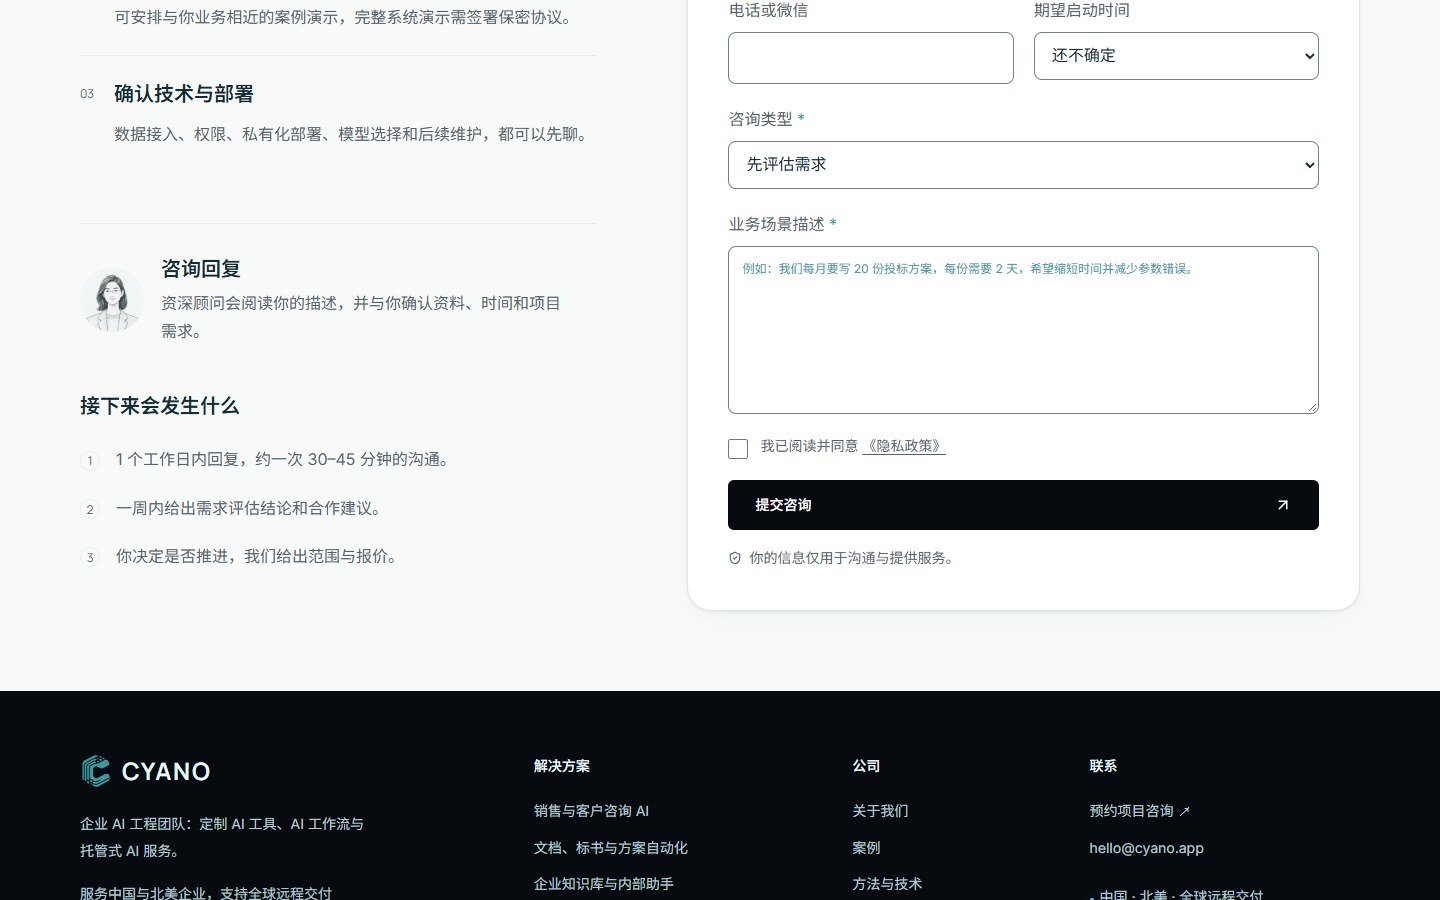 可安排与你业务相近的案例演示，完整系统演示需签署保密协议。
03 确认技术与部署
数据接入、权限、私有化部署、模型选择和后续维护，都可以先聊。
咨询回复
资深顾问会阅读你的描述，并与你确认资料、时间和项目
需求。
接下来会发生什么
1 1 个工作日内回复，约一次 30–45 分钟的沟通。
2 一周内给出需求评估结论和合作建议。
3 你决定是否推进，我们给出范围与报价。
电话或微信
期望启动时间
还不确定
咨询类型 *
先评估需求
业务场景描述 *
例如：我们每月要写 20 份投标方案，每份需要 2 天，希望缩短时间并减少参数错误。
我已阅读并同意 《隐私政策》
提交咨询
你的信息仅用于沟通与提供服务。
CYANO
企业 AI 工程团队：定制 AI 工具、AI 工作流与
托管式 AI 服务。
服务中国与北美企业，支持全球远程交付
解决方案
销售与客户咨询 AI
文档、标书与方案自动化
企业知识库与内部助手
公司
关于我们
案例
方法与技术
联系
预约项目咨询 ↗
hello@cyano.app
中国 · 北美 · 全球远程交付